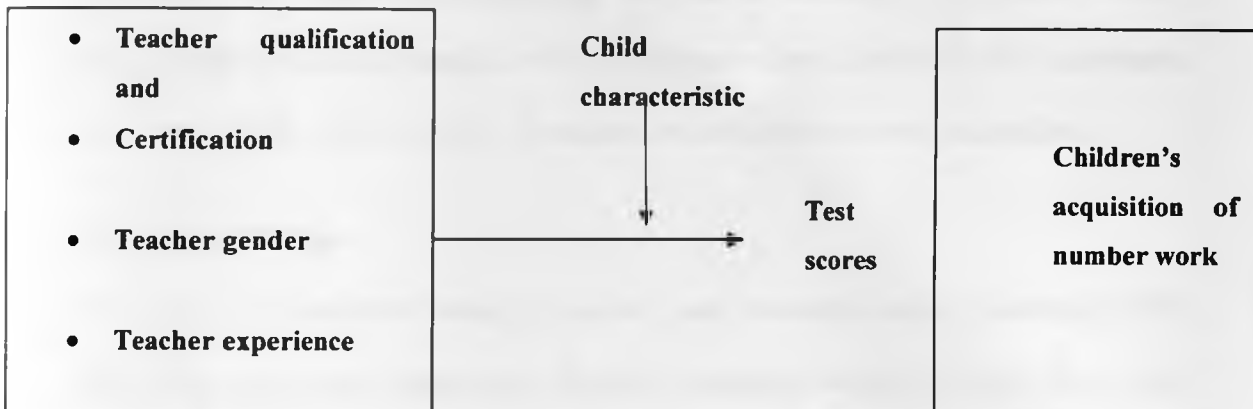 • Teacher qualification
and
• Certification
• Teacher gender
• Teacher experience
Child
characteristic
Test
scores
Children's
acquisition of
number work